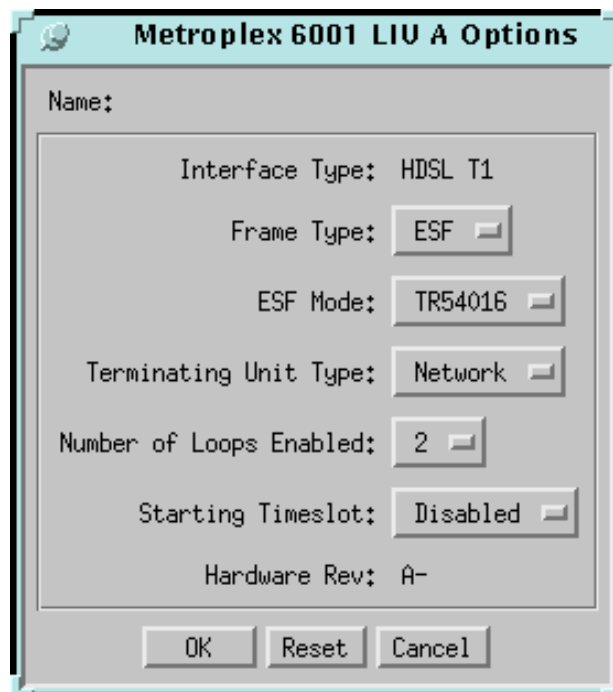 Metroplex 6001 LIU A Options
Name:
Interface Type: HDSL T1
Frame Type: ESF
ESF Mode: TR54016
Terminating Unit Type: Network
Number of Loops Enabled: 2
Starting Timeslot: Disabled
Hardware Rev: A-
OK Reset Cancel